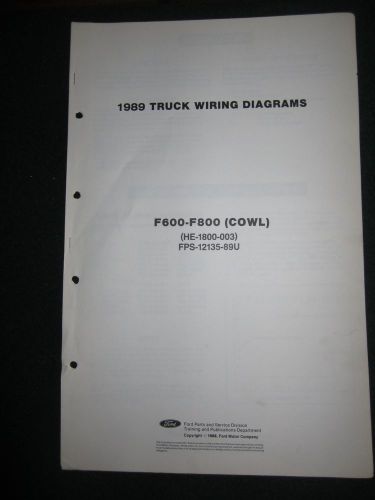 1989 TRUCK WIRING DIAGRAMS
F600-F800 (COWL)
(HE-1800-003)
FPS-12135-89U
Ford
Ford Parts and Service Division
Training and Publications Department
Copyright © 1988, Ford Motor Company